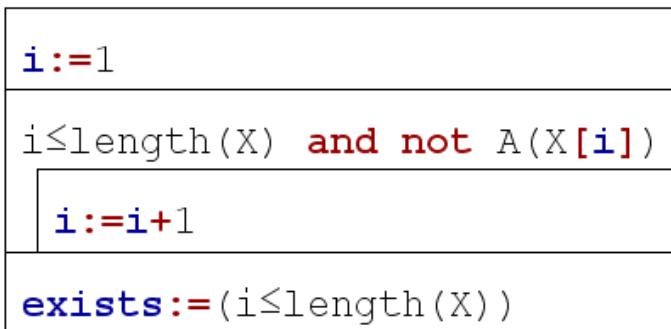 i:=1
i≤length(X) and not A(X[i])
i:=i+1
exists:=(i≤length(X))